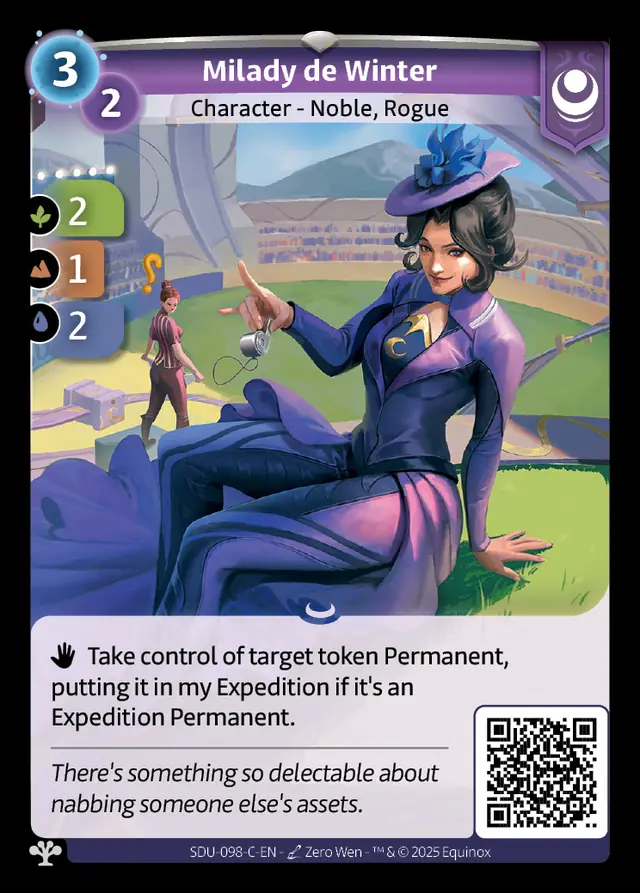 3
Milady de Winter
2
Character - Noble, Rogue
2
1
?
2
Take control of target token Permanent,
putting it in my Expedition if it's an
Expedition Permanent.
There's something so delectable about
nabbing someone else's assets.
SDU-098-C-EN - Zero Wen - ™ & © 2025 Equinox